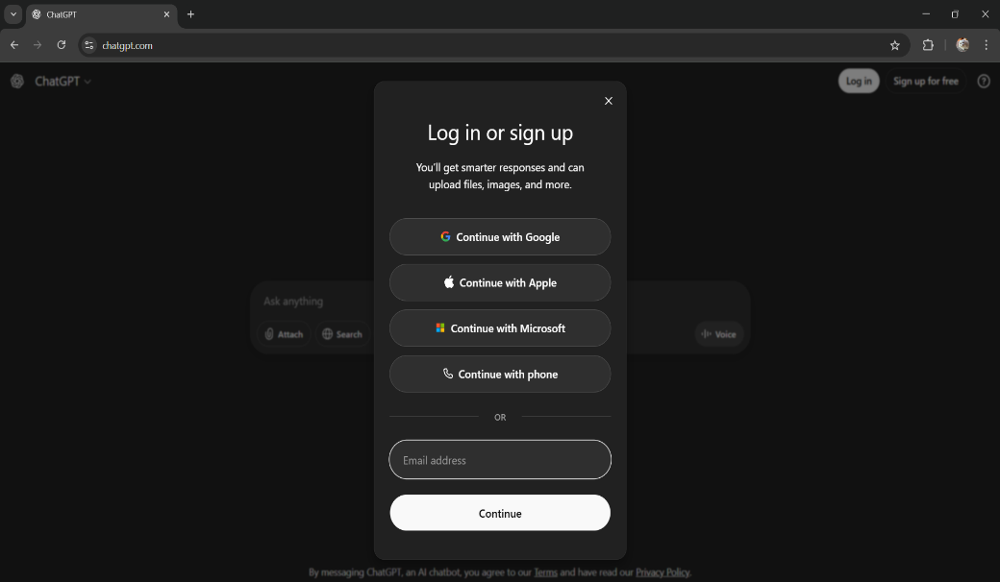 ChatGPT
chatgpt.com
ChatGPT
Log in
Sign up for free
Log in or sign up
You'll get smarter responses and can
upload files, images, and more.
Continue with Google
Continue with Apple
Continue with Microsoft
Continue with phone
OR
Email address
Continue
Ask anything
Attach
Search
Voice
By messaging ChatGPT, an AI chatbot, you agree to our Terms and have read our Privacy Policy.